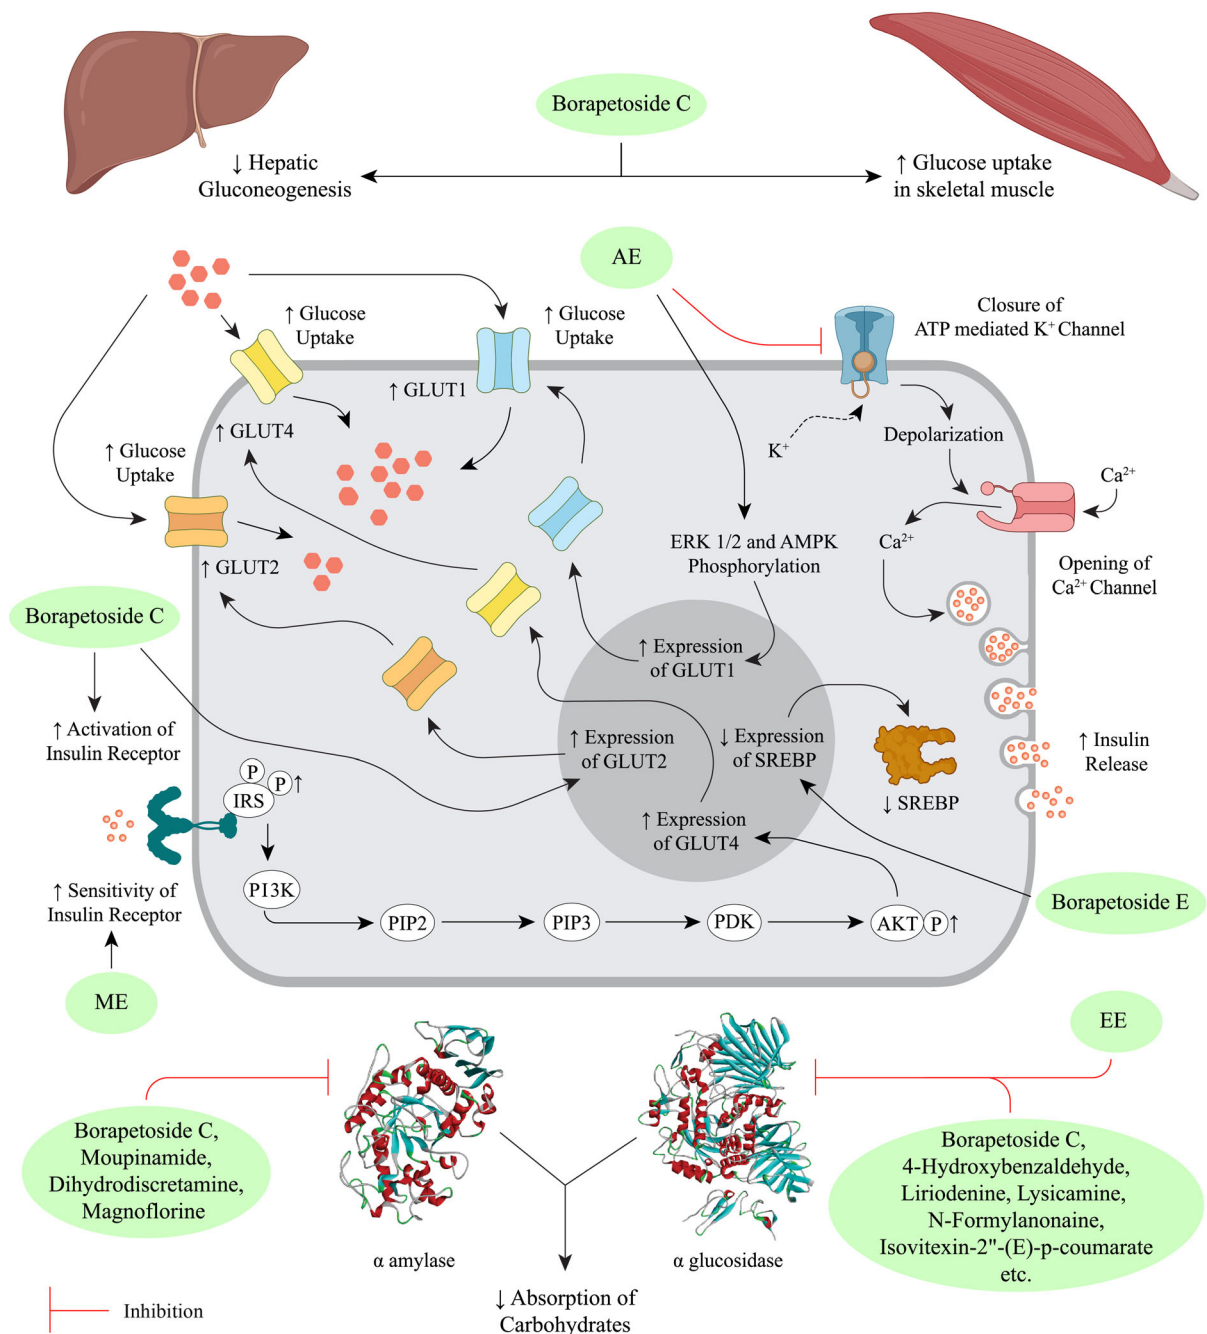 Borapetoside C
↓ Hepatic
Gluconeogenesis
↑ Glucose uptake
in skeletal muscle
AE
Closure of
ATP mediated K⁺ Channel
↑ Glucose
Uptake
↑ Glucose
Uptake
↑ GLUT1
↑ GLUT4
K⁺
Depolarization
↑ Glucose
Uptake
Ca²⁺
Ca²⁺
ERK 1/2 and AMPK
Phosphorylation
↑ GLUT2
Opening of
Ca²⁺ Channel
Borapetoside C
↑ Expression
of GLUT1
↑ Activation of
Insulin Receptor
↑ Expression
of GLUT2
↓ Expression
of SREBP
↑ Insulin
Release
P
P ↑
IRS
↓ SREBP
↑ Expression
of GLUT4
PI3K
↑ Sensitivity of
Insulin Receptor
Borapetoside E
PIP2
PIP3
PDK
AKT
P ↑
ME
EE
Borapetoside C,
Moupinamide,
Dihydrodiscretamine,
Magnoflorine
Borapetoside C,
4-Hydroxybenzaldehyde,
Liriodenine, Lysicamine,
N-Formylanonaine,
Isovitexin-2"-(E)-p-coumarate
etc.
α amylase
α glucosidase
↓ Absorption of
Carbohydrates
Inhibition